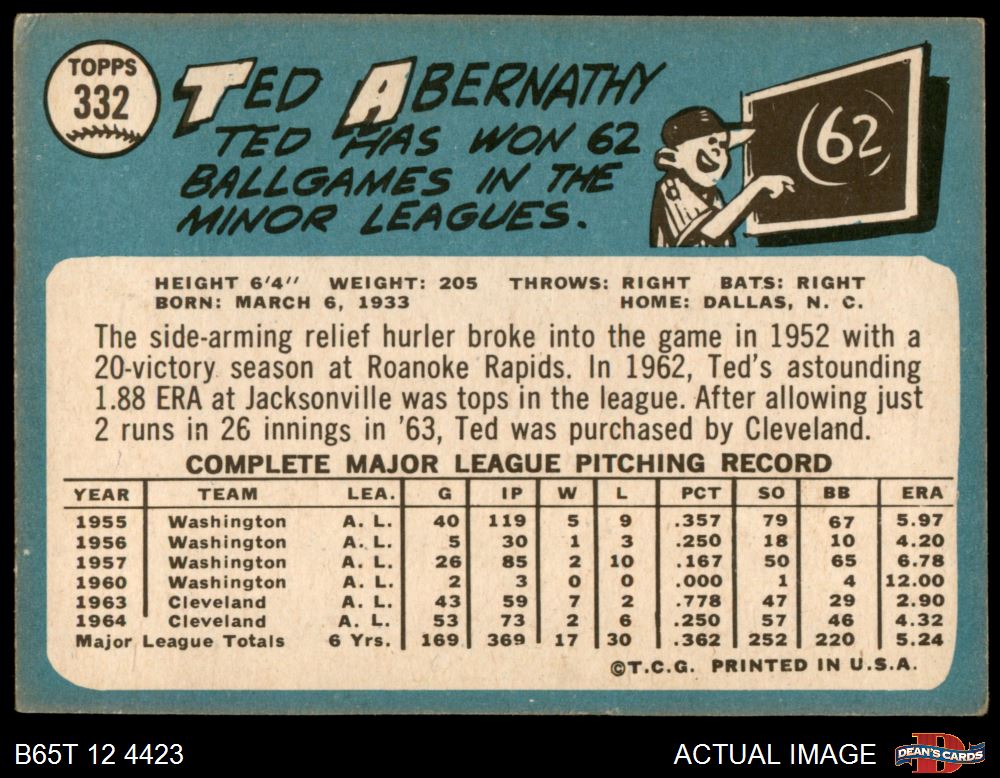 TOPPS
332
TED ABERNATHY
TED HAS WON 62
BALLGAMES IN THE
MINOR LEAGUES.
62
HEIGHT 6'4" WEIGHT: 205 THROWS: RIGHT BATS: RIGHT
BORN: MARCH 6, 1933 HOME: DALLAS, N. C.
The side-arming relief hurler broke into the game in 1952 with a
20-victory season at Roanoke Rapids. In 1962, Ted's astounding
1.88 ERA at Jacksonville was tops in the league. After allowing just
2 runs in 26 innings in '63, Ted was purchased by Cleveland.
COMPLETE MAJOR LEAGUE PITCHING RECORD
YEAR TEAM LEA. G IP W L PCT SO BB ERA
1955 Washington A. L. 40 119 5 9 .357 79 67 5.97
1956 Washington A. L. 5 30 1 3 .250 18 10 4.20
1957 Washington A. L. 26 85 2 10 .167 50 65 6.78
1960 Washington A. L. 2 3 0 0 .000 1 4 12.00
1963 Cleveland A. L. 43 59 7 2 .778 47 29 2.90
1964 Cleveland A. L. 53 73 2 6 .250 57 46 4.32
Major League Totals 6 Yrs. 169 369 17 30 .362 252 220 5.24
©T.C.G. PRINTED IN U.S.A.
B65T 12 4423 ACTUAL IMAGE
DEAN'S CARDS